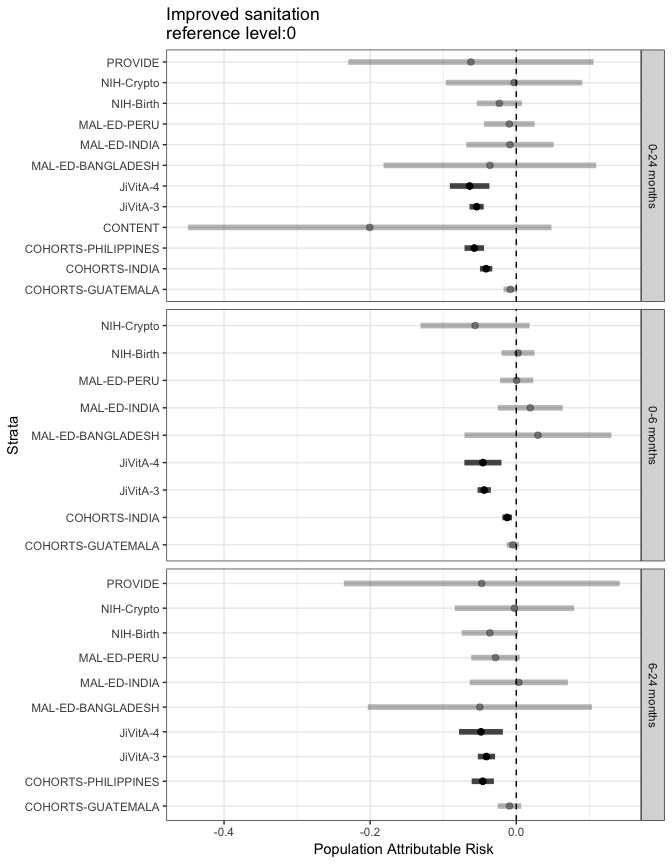 Improved sanitation
reference level:0
PROVIDE
NIH-Crypto
NIH-Birth
MAL-ED-PERU
MAL-ED-INDIA
MAL-ED-BANGLADESH
JiVitA-4
JiVitA-3
CONTENT
COHORTS-PHILIPPINES
COHORTS-INDIA
COHORTS-GUATEMALA
0-24 months
NIH-Crypto
NIH-Birth
MAL-ED-PERU
MAL-ED-INDIA
MAL-ED-BANGLADESH
JiVitA-4
JiVitA-3
COHORTS-INDIA
COHORTS-GUATEMALA
0-6 months
Strata
PROVIDE
NIH-Crypto
NIH-Birth
MAL-ED-PERU
MAL-ED-INDIA
MAL-ED-BANGLADESH
JiVitA-4
JiVitA-3
COHORTS-PHILIPPINES
COHORTS-GUATEMALA
6-24 months
-0.4 -0.2 0.0
Population Attributable Risk